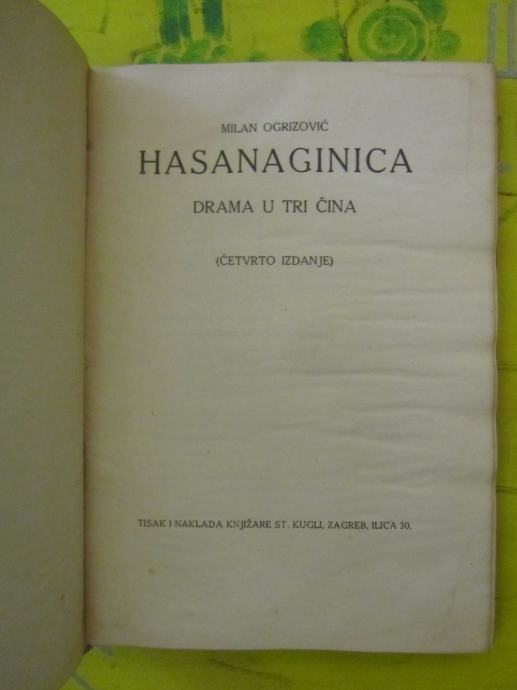 MILAN OGRIZOVIĆ
HASANAGINICA
DRAMA U TRI ČINA
(ČETVRTO IZDANJE)
TISAK I NAKLADA KNJIŽARE ST. KUGLI, ZAGREB, ILICA 30.